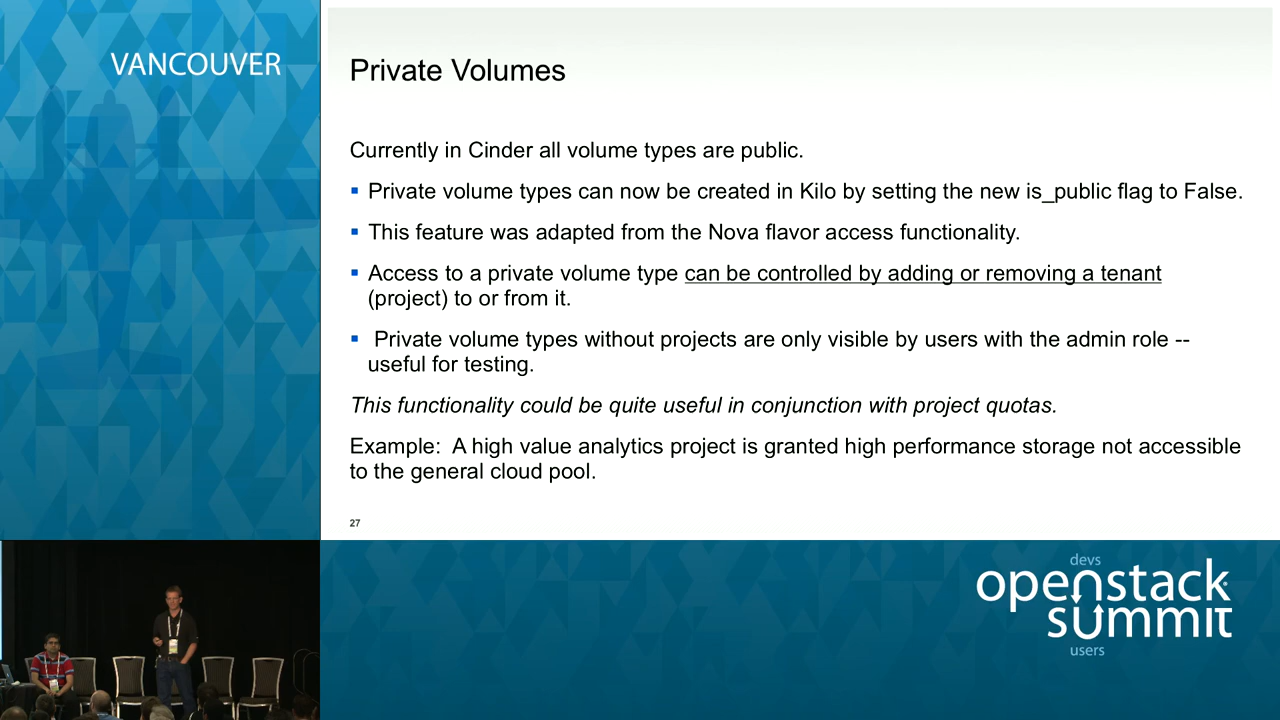 VANCOUVER
Private Volumes
Currently in Cinder all volume types are public.
▪ Private volume types can now be created in Kilo by setting the new is_public flag to False.
▪ This feature was adapted from the Nova flavor access functionality.
▪ Access to a private volume type can be controlled by adding or removing a tenant
(project) to or from it.
▪ Private volume types without projects are only visible by users with the admin role --
useful for testing.
This functionality could be quite useful in conjunction with project quotas.
Example: A high value analytics project is granted high performance storage not accessible
to the general cloud pool.
27
devs
openstack
summit
users